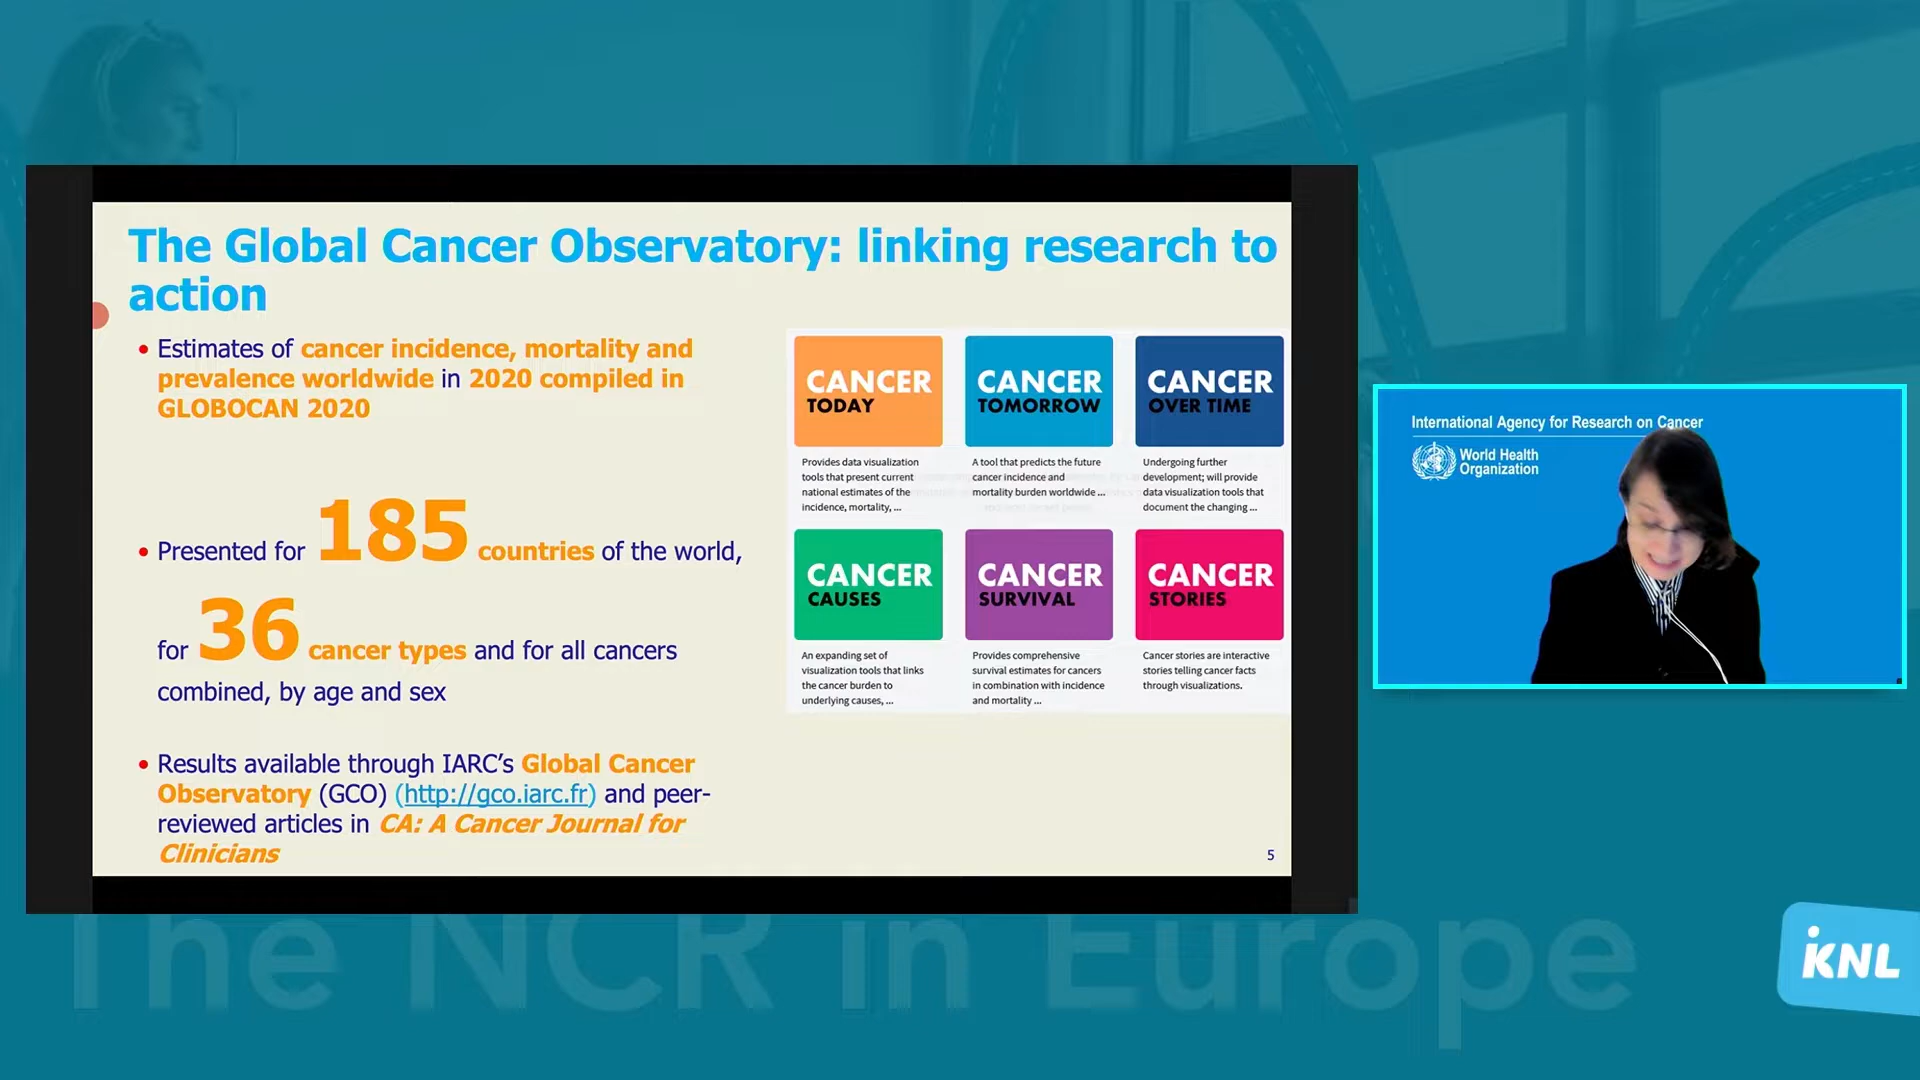 The Global Cancer Observatory: linking research to
action
• Estimates of cancer incidence, mortality and
prevalence worldwide in 2020 compiled in
GLOBOCAN 2020
• Presented for 185 countries of the world,
for 36 cancer types and for all cancers
combined, by age and sex
• Results available through IARC’s Global Cancer
Observatory (GCO) (http://gco.iarc.fr) and peer-
reviewed articles in CA: A Cancer Journal for
Clinicians
CANCER
TODAY
Provides data visualization
tools that present current
national estimates of the
incidence, mortality, ...
CANCER
TOMORROW
A tool that predicts the future
cancer incidence and
mortality burden worldwide ...
CANCER
OVER TIME
Undergoing further
development; will provide
data visualization tools that
document the changing ...
CANCER
CAUSES
An expanding set of
visualization tools that links
the cancer burden to
underlying causes, ...
CANCER
SURVIVAL
Provides comprehensive
survival estimates for cancers
in combination with incidence
and mortality ...
CANCER
STORIES
Cancer stories are interactive
stories telling cancer facts
through visualizations.
5
International Agency for Research on Cancer
World Health
Organization
The NCR in Europe
iKNL